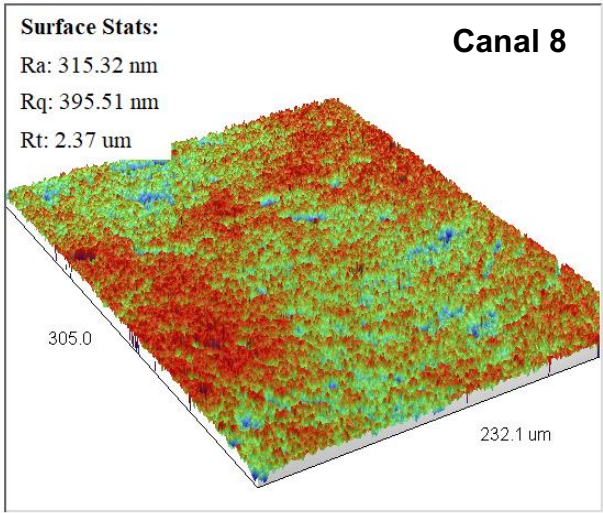 Surface Stats:
Canal 8
Ra: 315.32 nm
Rq: 395.51 nm
Rt: 2.37 um
305.0
232.1 um